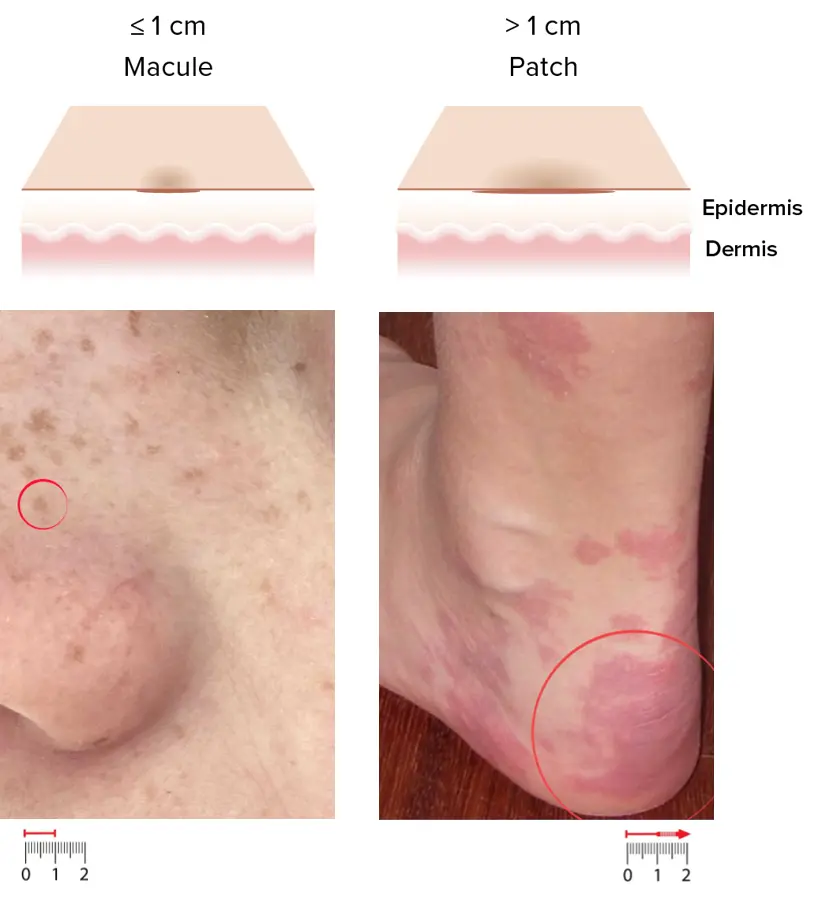 ≤ 1 cm
Macule
> 1 cm
Patch
Epidermis
Dermis
0 1 2
0 1 2